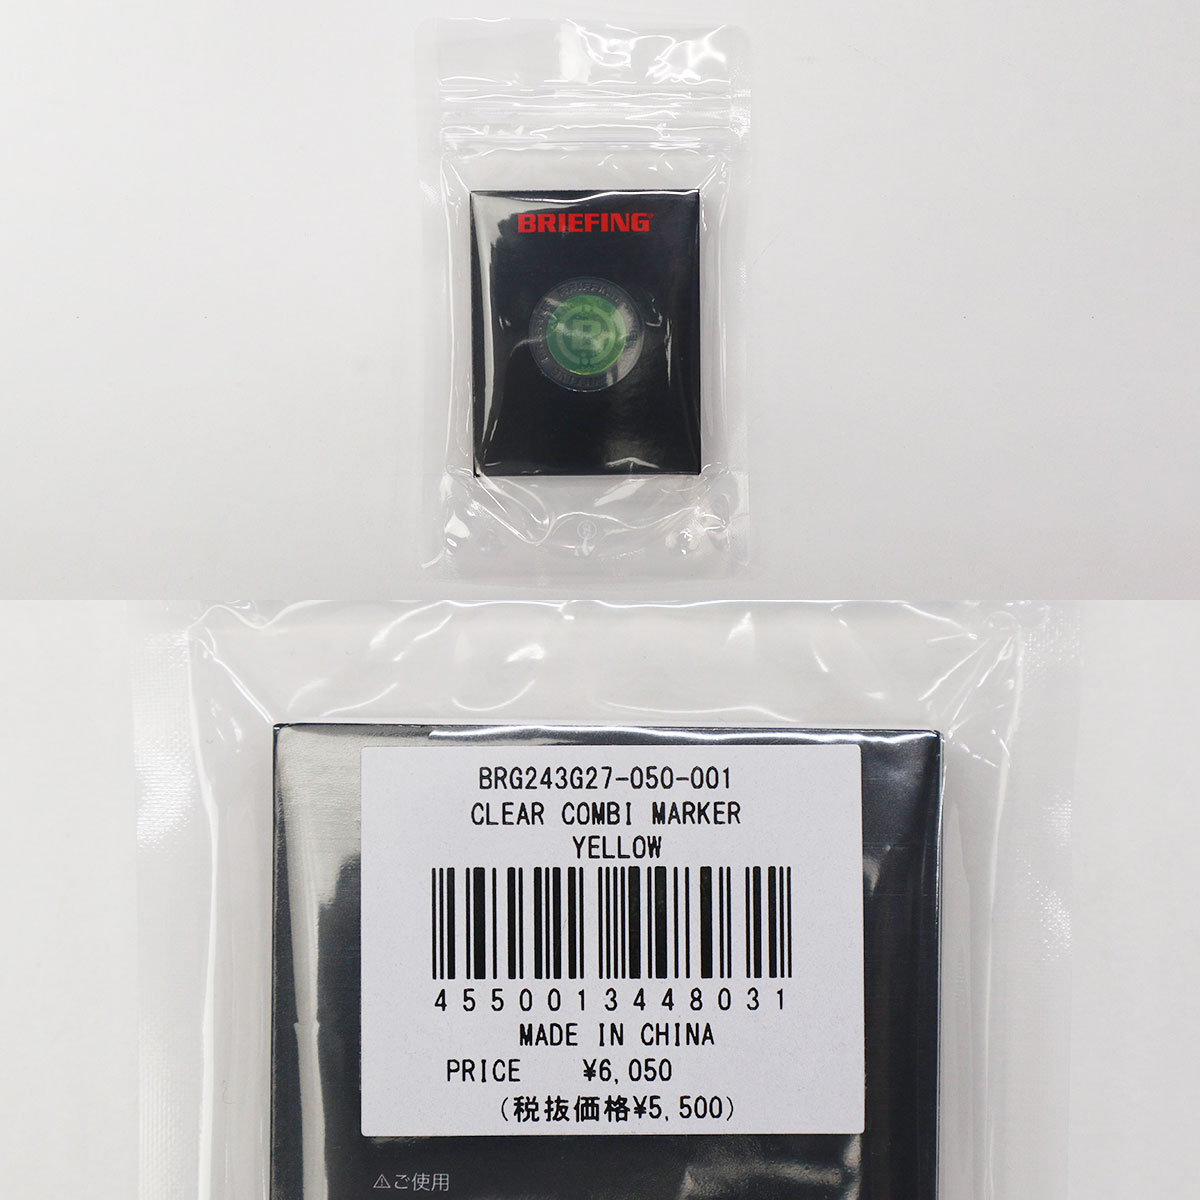 BRIEFING
B
BRG243G27-050-001
CLEAR COMBI MARKER
YELLOW
4550013448031
MADE IN CHINA
PRICE ¥6,050
(税抜価格¥5,500)
⚠ご使用